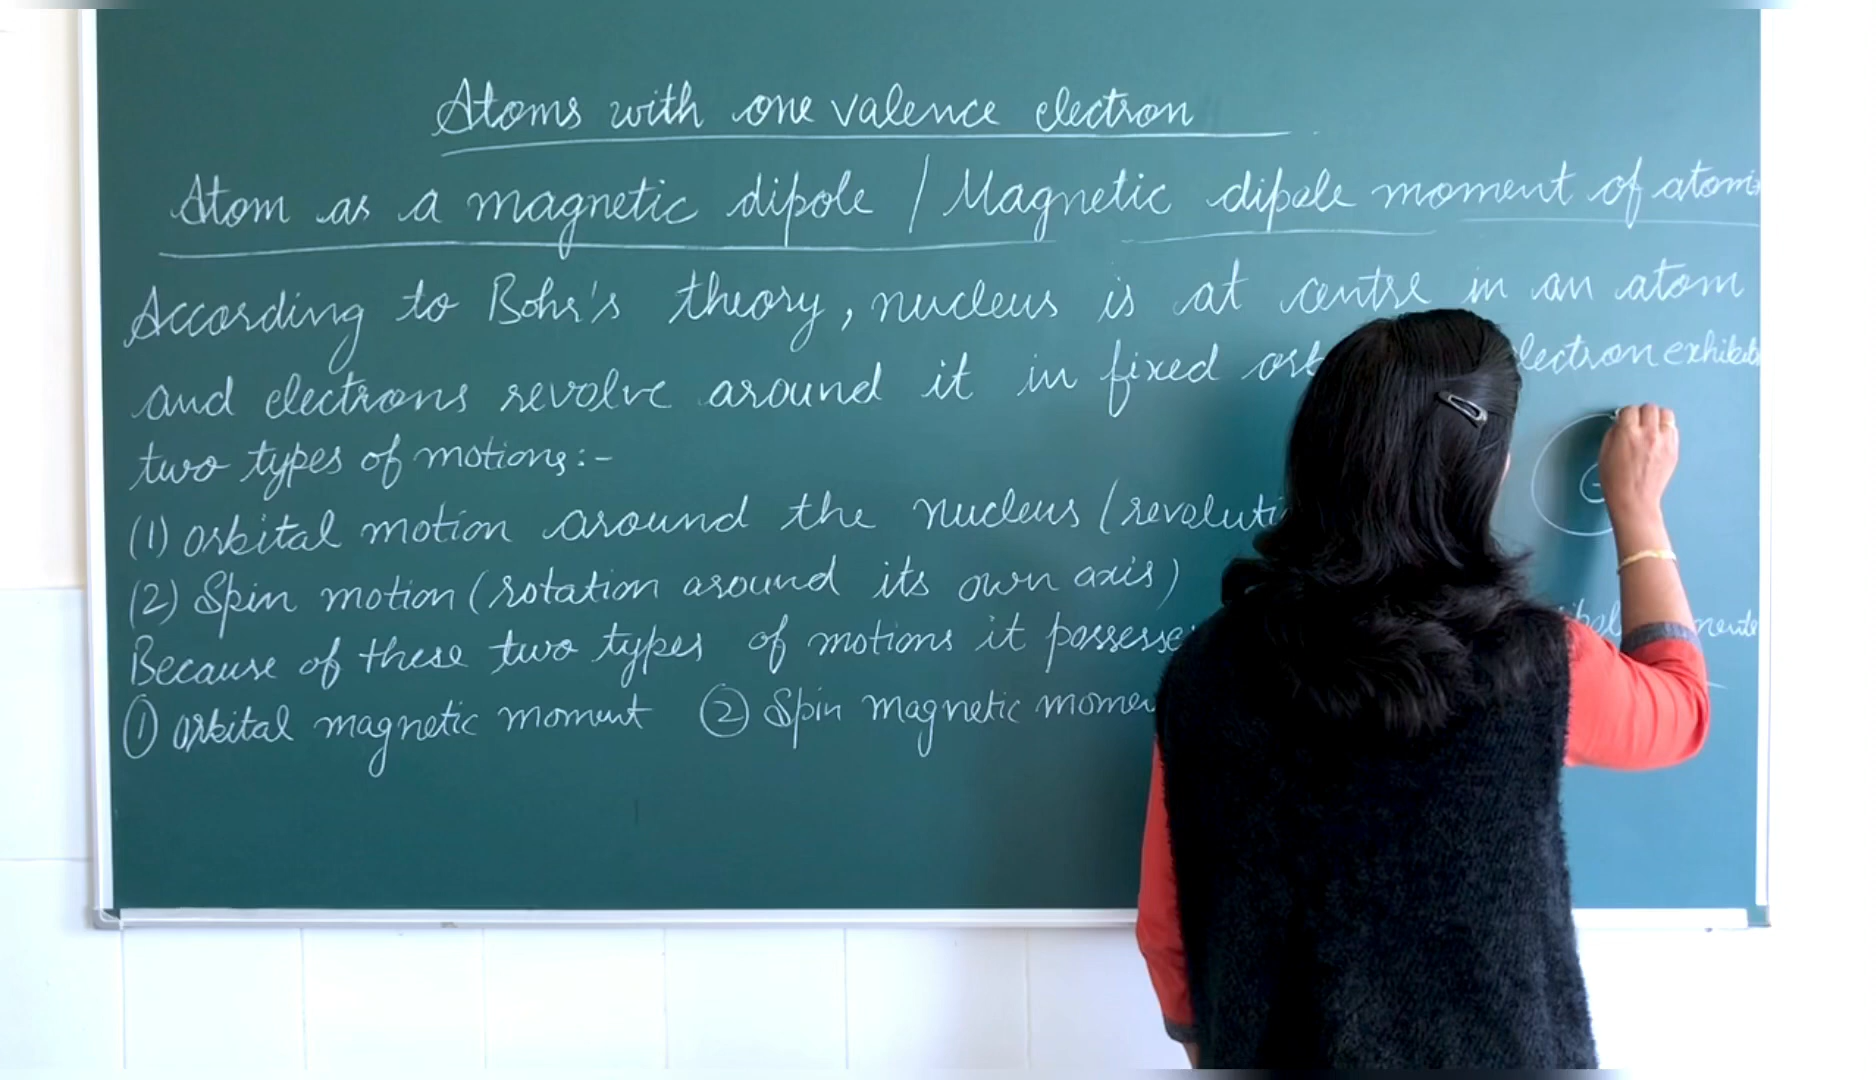 Atoms with one valence electron
Atom as a magnetic dipole / Magnetic dipole moment of atom
According to Bohr's theory, nucleus is at centre in an atom
and electrons revolve around it in fixed
two types of motions:-
(1) orbital motion around the nucleus
(2) Spin motion (rotation around its own axis)
Because of these two types of motions it
① orbital magnetic moment ② Spin magnetic